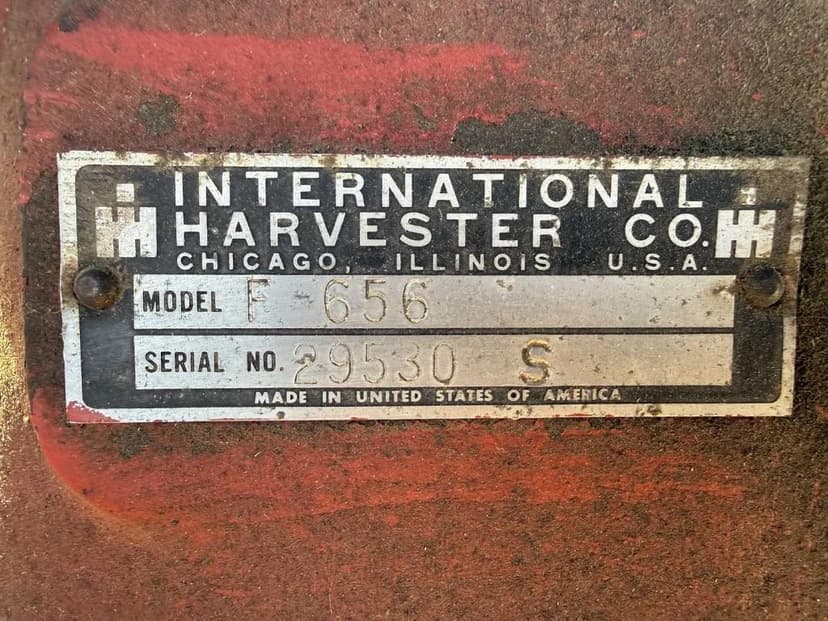 INTERNATIONAL
HARVESTER CO.
CHICAGO, ILLINOIS U.S.A.
MODEL F 656
SERIAL NO. 29530 S
MADE IN UNITED STATES OF AMERICA